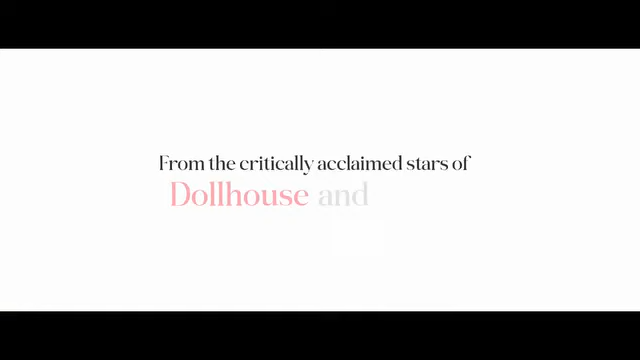 From the critically acclaimed stars of
Dollhouse and